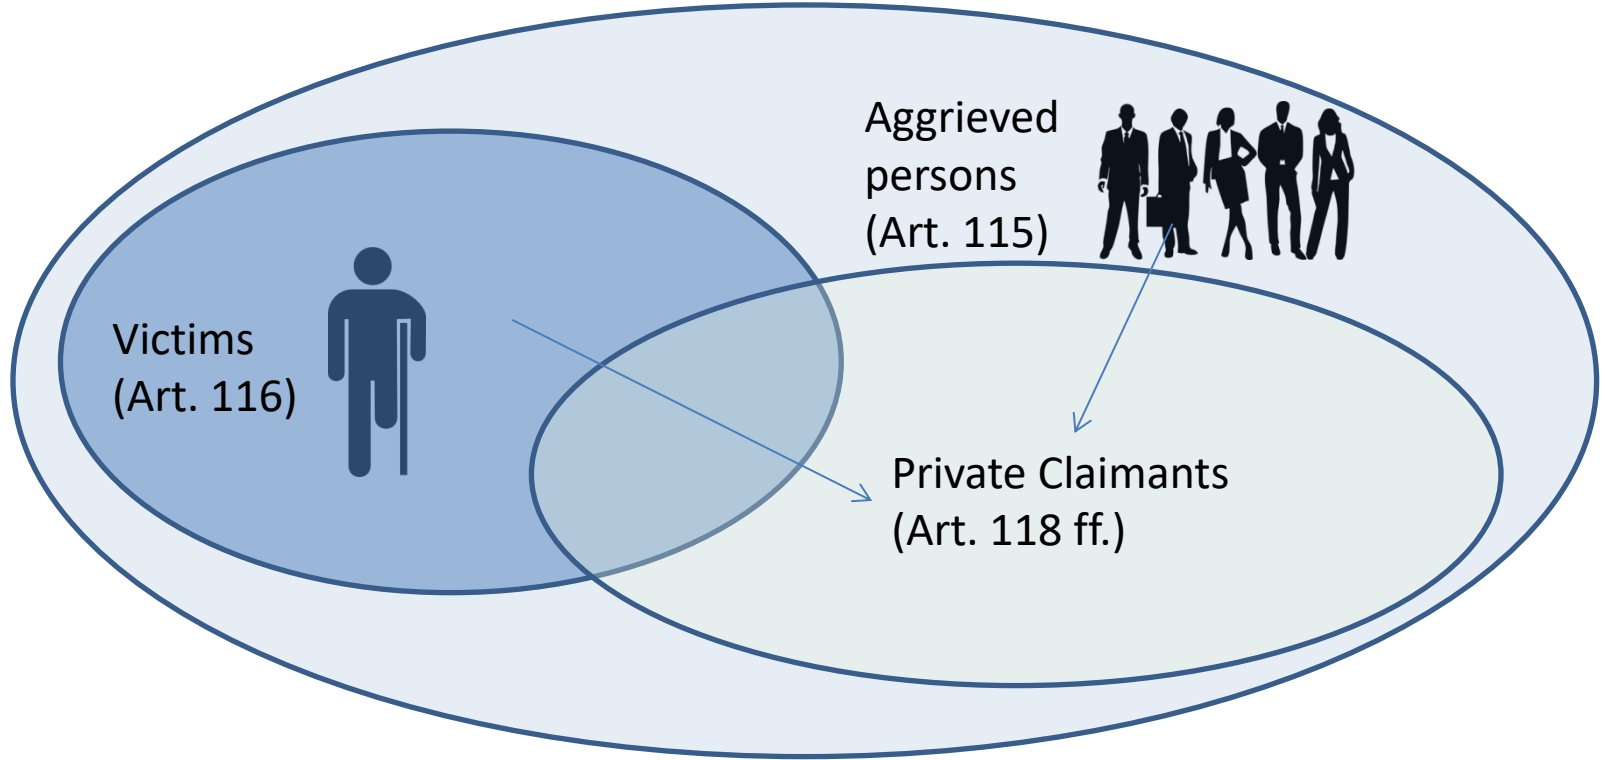 Aggrieved
persons
(Art. 115)
Victims
(Art. 116)
Private Claimants
(Art. 118 ff.)